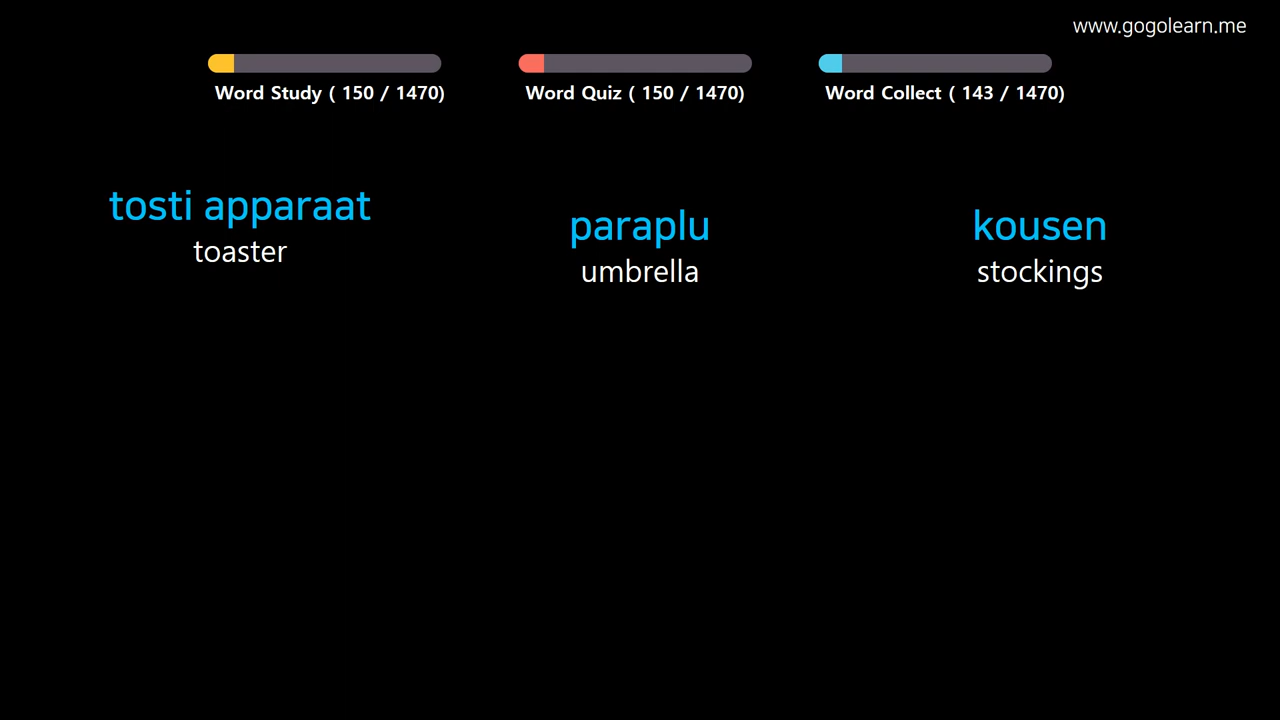 www.gogolearn.me
Word Study ( 150 / 1470)
Word Quiz ( 150 / 1470)
Word Collect ( 143 / 1470)
tosti apparaat
toaster
paraplu
umbrella
kousen
stockings